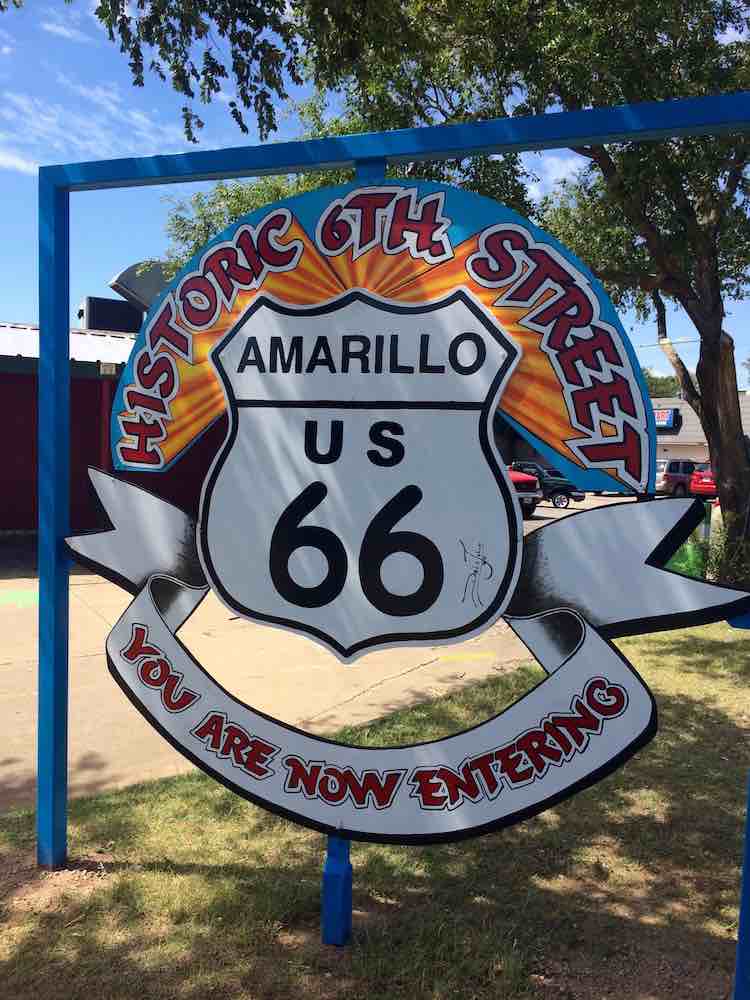 HISTORIC 6TH STREET
AMARILLO
US
66
YOU ARE NOW ENTERING